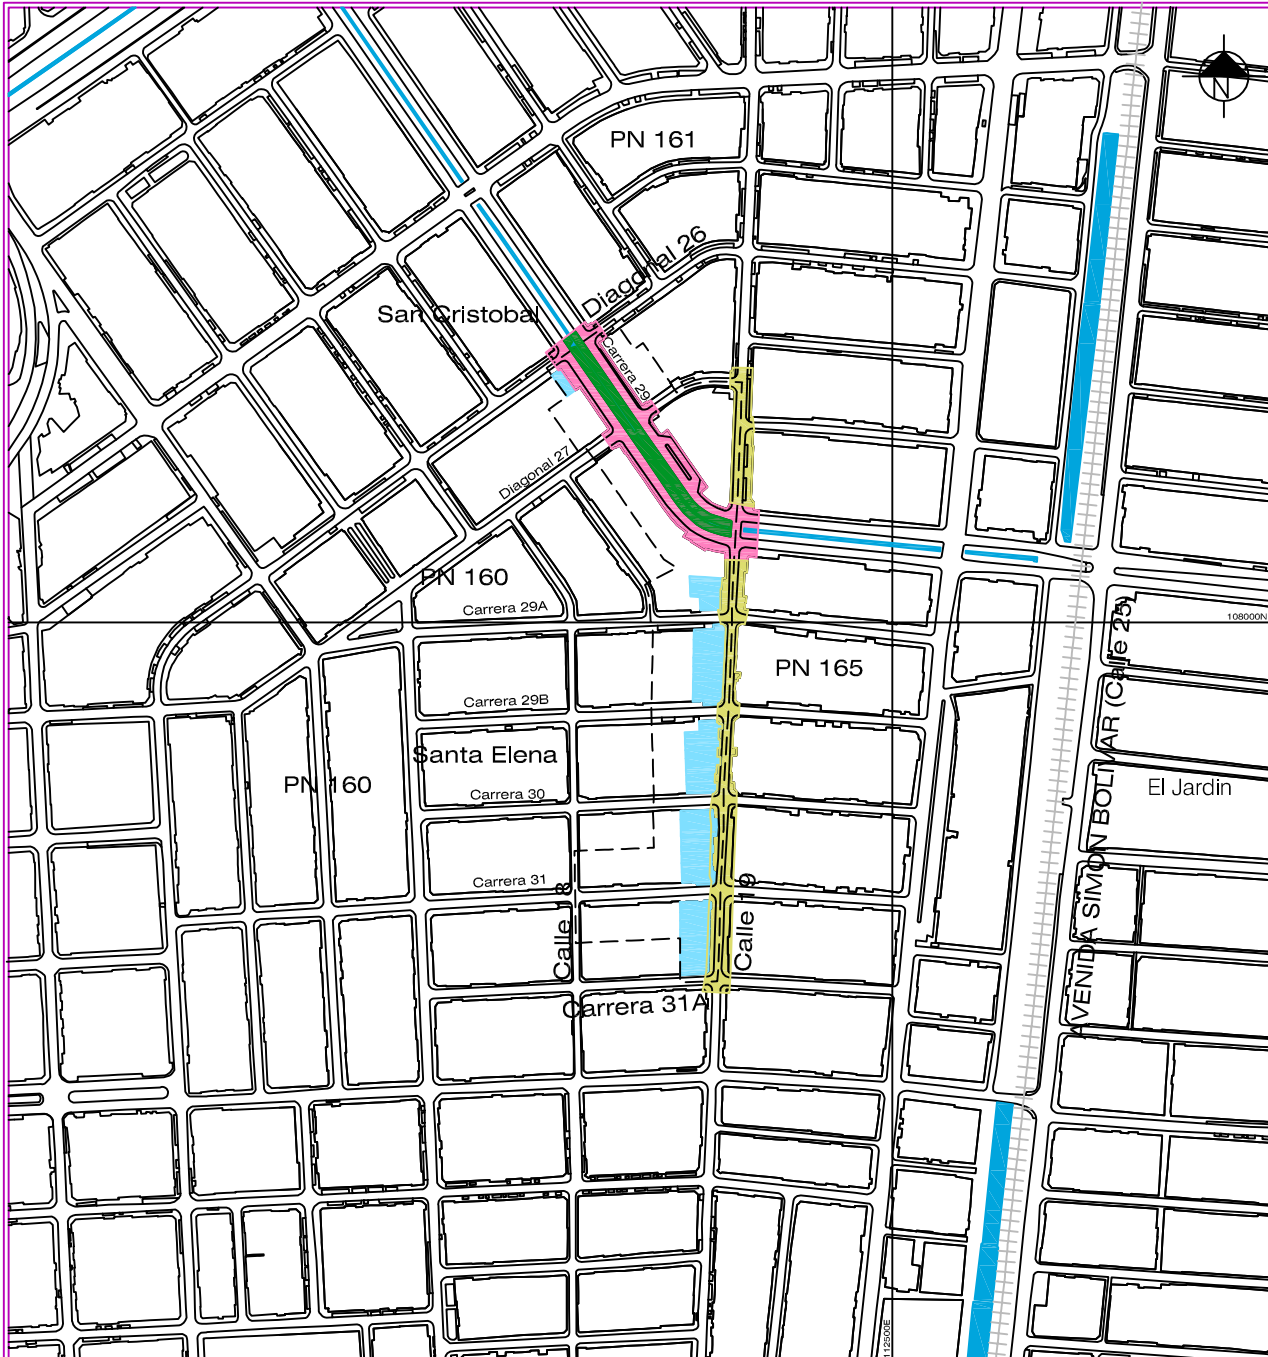 N
PN 161
Diagonal 26
San Cristobal
Carrera 29
Diagonal 27
PN 160
Carrera 29A
108000N
PN 165
Carrera 29B
Santa Elena
PN 160
Carrera 30
AVENIDA SIMON BOLIVAR (Calle 25)
El Jardin
Carrera 31
Calle 18
Calle 19
Carrera 31A
112500E